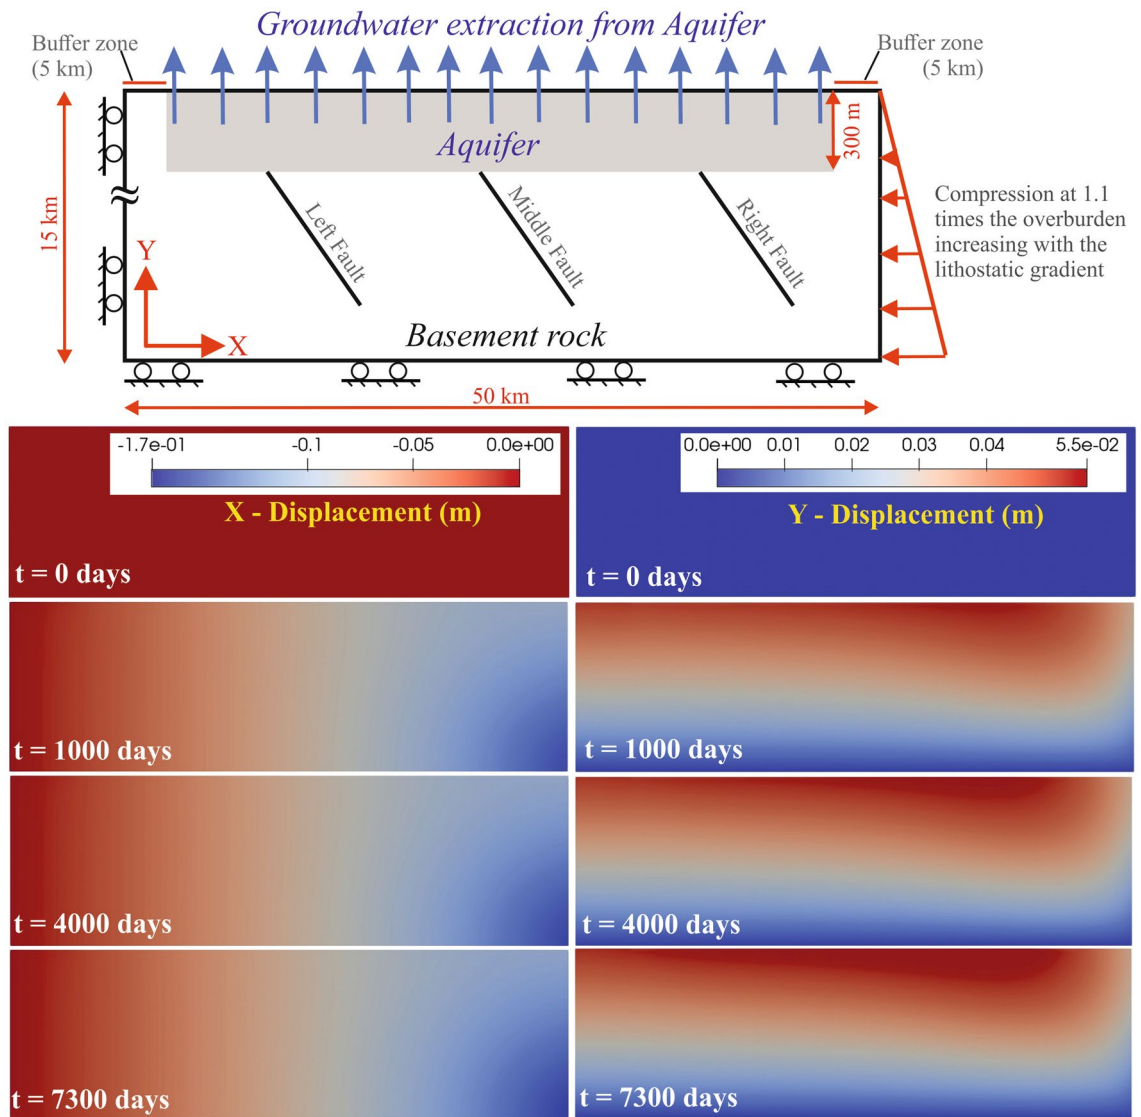 Groundwater extraction from Aquifer
Buffer zone
(5 km)
Buffer zone
(5 km)
Aquifer
300 m
15 km
Left Fault
Middle Fault
Right Fault
Compression at 1.1
times the overburden
increasing with the
lithostatic gradient
Y
X
Basement rock
50 km
-1.7e-01 -0.1 -0.05 0.0e+00
X - Displacement (m)
t = 0 days
0.0e+00 0.01 0.02 0.03 0.04 5.5e-02
Y - Displacement (m)
t = 0 days
t = 1000 days
t = 1000 days
t = 4000 days
t = 4000 days
t = 7300 days
t = 7300 days